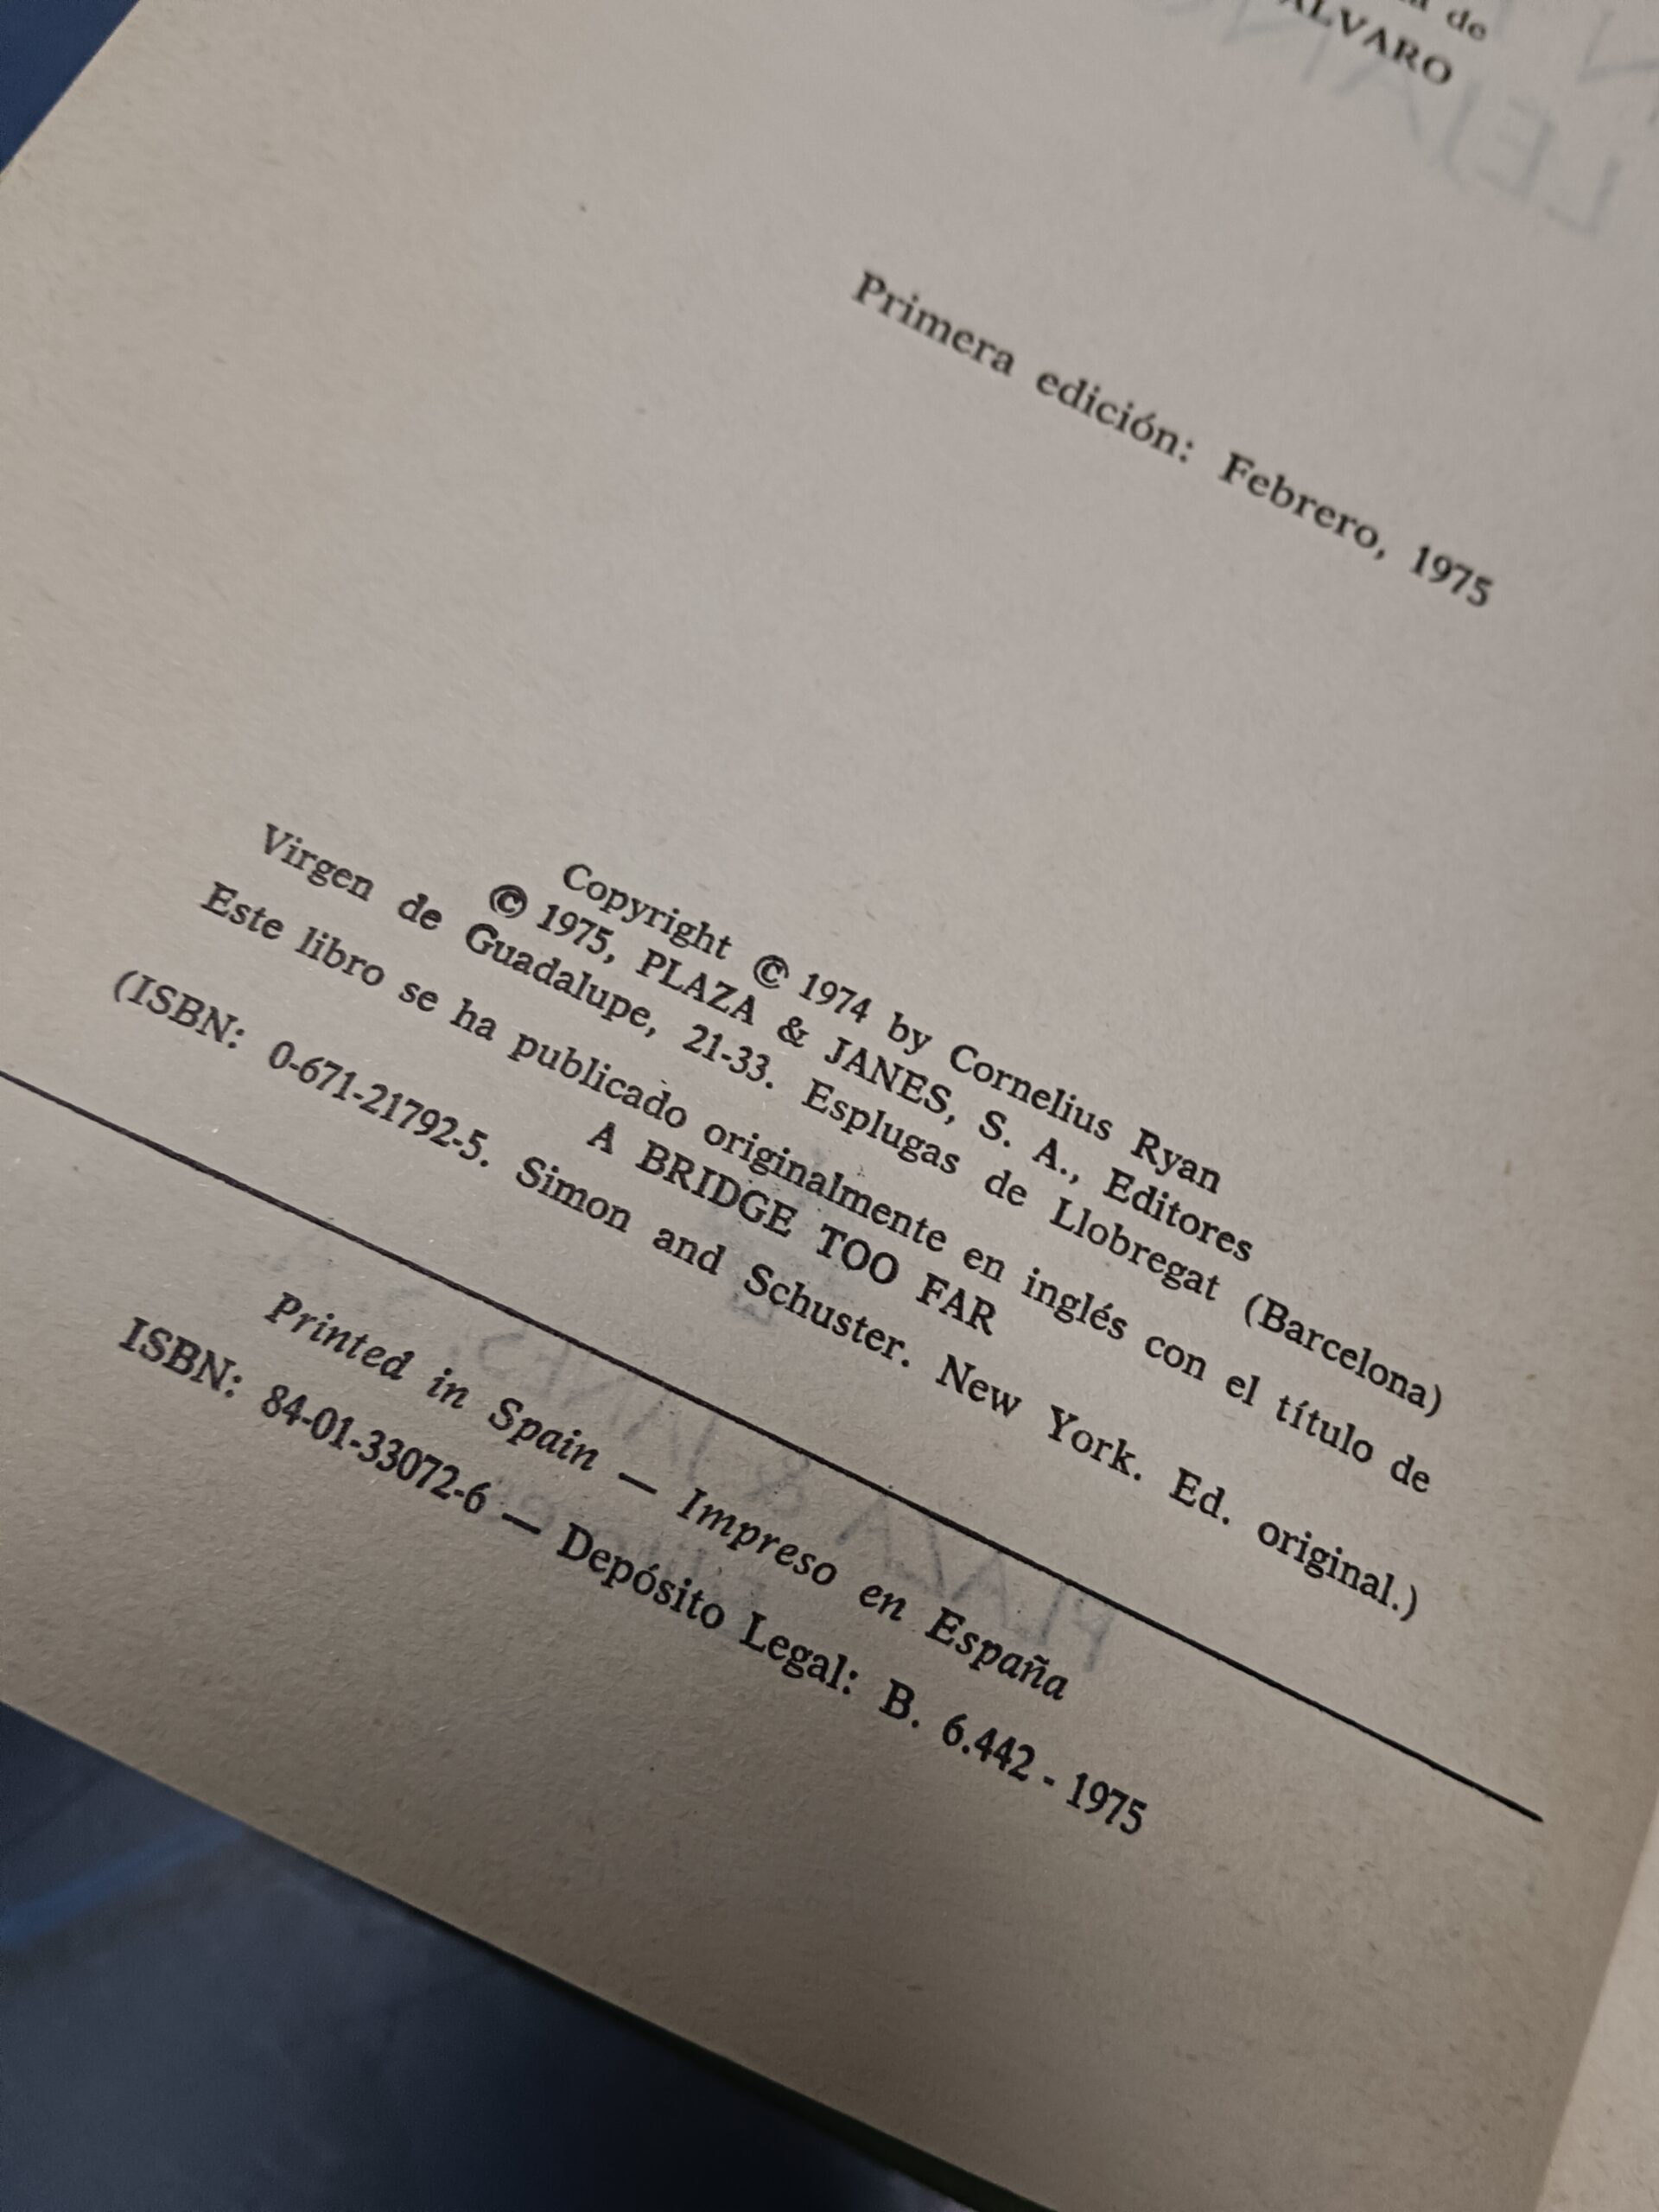 de
ALVARO
Primera edición: Febrero, 1975
Copyright © 1974 by Cornelius Ryan
© 1975, PLAZA & JANES, S. A., Editores
Virgen de Guadalupe, 21-33. Esplugas de Llobregat (Barcelona)
Este libro se ha publicado originalmente en inglés con el título de
A BRIDGE TOO FAR
(ISBN: 0-671-21792-5. Simon and Schuster. New York. Ed. original.)
Printed in Spain — Impreso en España
ISBN: 84-01-33072-6 — Depósito Legal: B. 6.442 - 1975